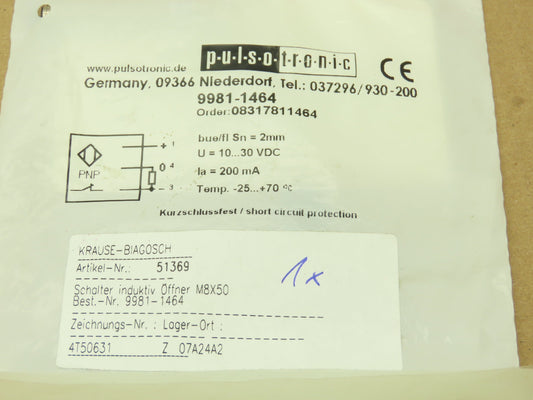 www.pulsotronic.de
p·u·l·s·o·t·r·o·n·i·c
CE
Germany, 09366 Niederdorf, Tel.: 037296/930-200
9981-1464
Order: 08317811464
bue/fl Sn = 2mm
U = 10...30 VDC
Ia = 200 mA
Temp. -25...+70 °C
PNP
+ 1
0 4
- 3
Kurzschlussfest / short circuit protection
KRAUSE-BIAGOSCH
Artikel-Nr.: 51369
Schalter induktiv Öffner M8X50
Best.-Nr. 9981-1464
Zeichnungs-Nr.: Lager-Ort:
4T50631 Z 07A24A2
1x